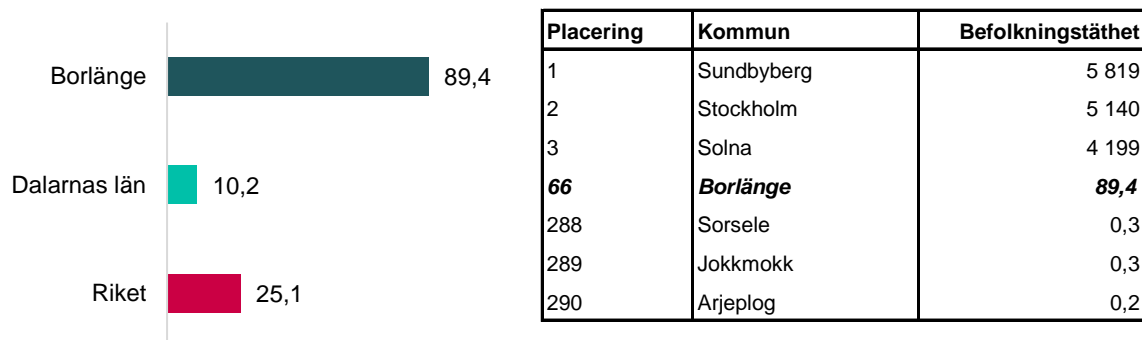 Borlänge 89,4
Dalarnas län 10,2
Riket 25,1
Placering Kommun Befolkningstäthet
1 Sundbyberg 5 819
2 Stockholm 5 140
3 Solna 4 199
66 Borlänge 89,4
288 Sorsele 0,3
289 Jokkmokk 0,3
290 Arjeplog 0,2